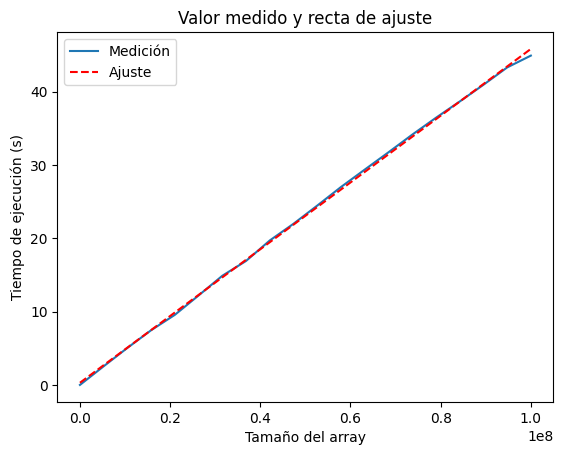 Valor medido y recta de ajuste
Medición
Ajuste
Tiempo de ejecución (s)
40
30
20
10
0
0.0 0.2 0.4 0.6 0.8 1.0
1e8
Tamaño del array